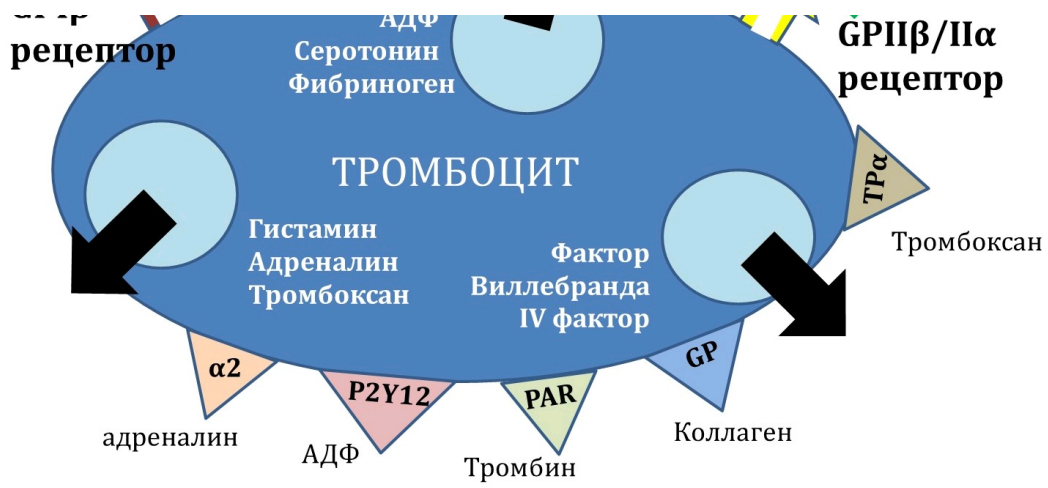 рецептор
АДФ
Серотонин
Фибриноген
GPIIβ/IIα
рецептор
ТРОМБОЦИТ
TPα
Тромбоксан
Гистамин
Адреналин
Тромбоксан
Фактор
Виллебранда
IV фактор
α2
P2Y12
PAR
GP
адреналин
АДФ
Тромбин
Коллаген